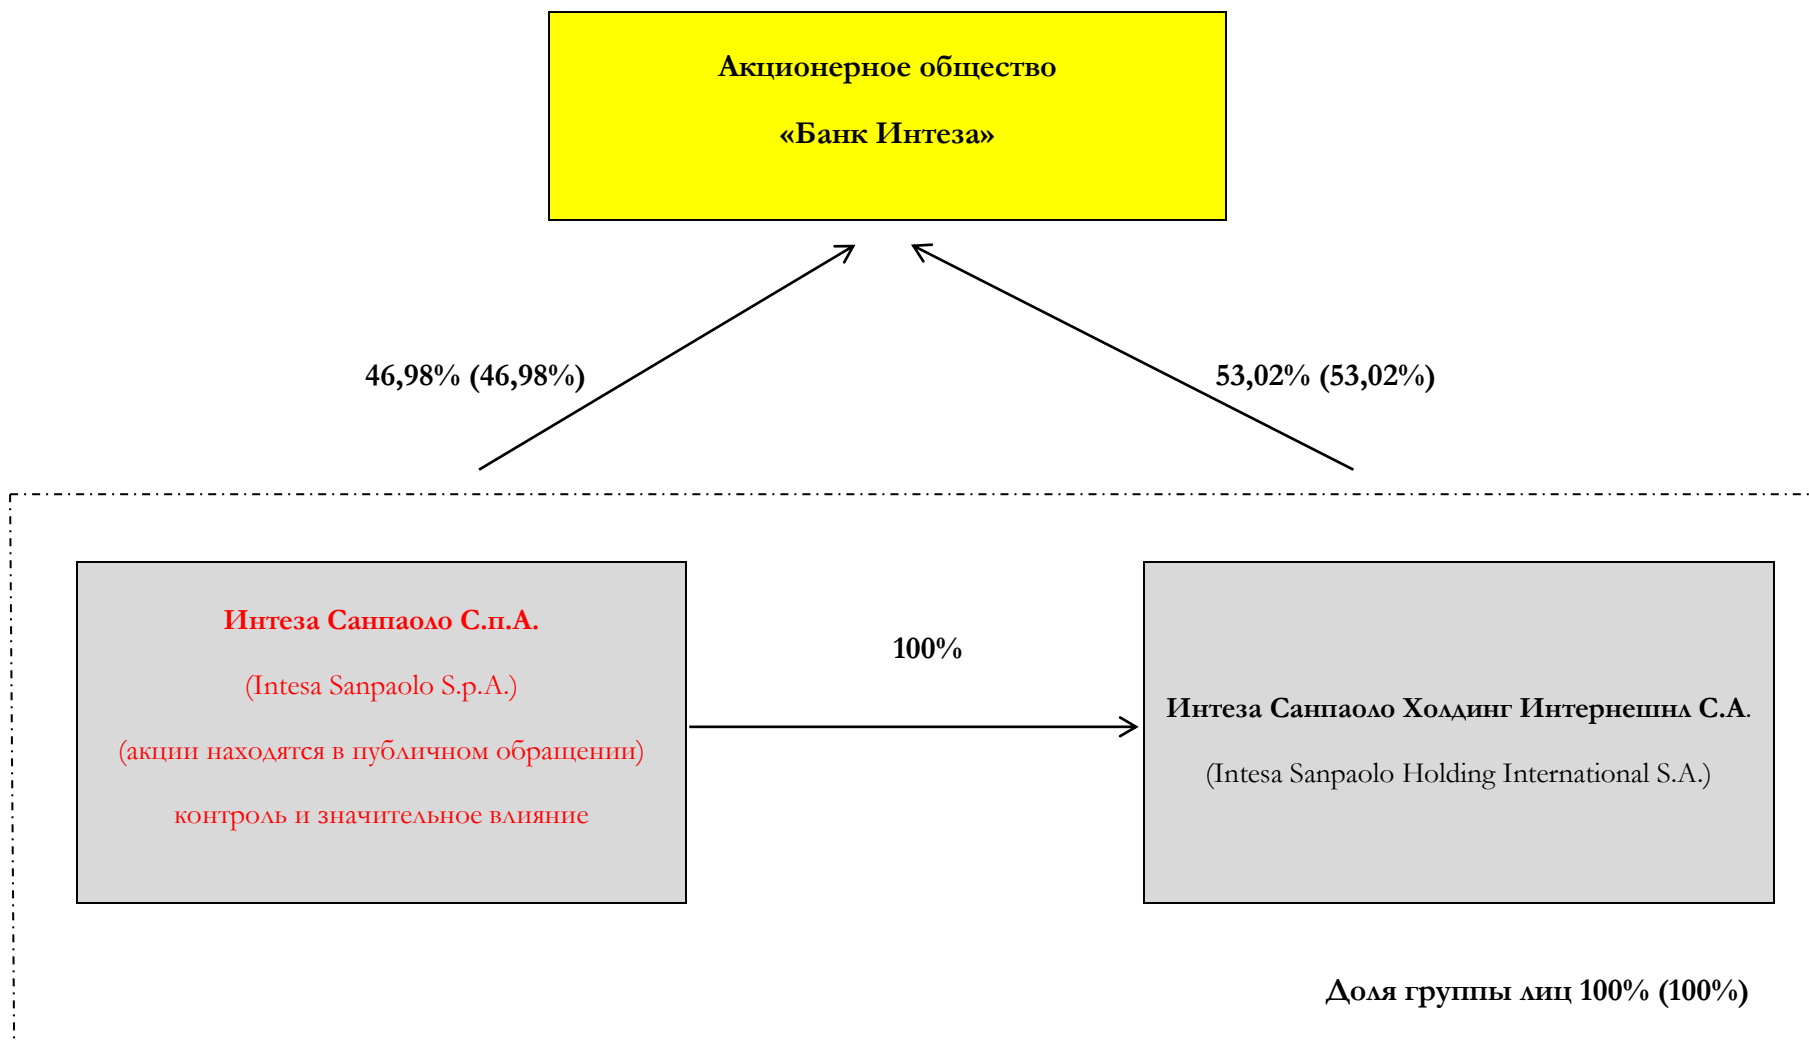 Акционерное общество
«Банк Интеза»
46,98% (46,98%)
53,02% (53,02%)
Интеза Санпаоло С.п.А.
(Intesa Sanpaolo S.p.A.)
(акции находятся в публичном обращении)
контроль и значительное влияние
100%
Интеза Санпаоло Холдинг Интернешнл С.А.
(Intesa Sanpaolo Holding International S.A.)
Доля группы лиц 100% (100%)